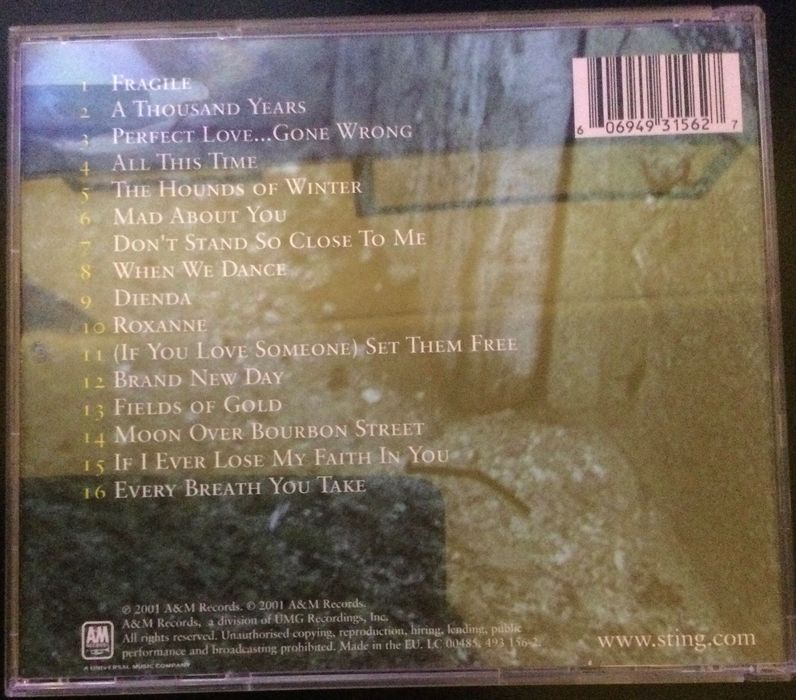 1 Fragile
2 A Thousand Years
3 Perfect Love...Gone Wrong
4 All This Time
5 The Hounds of Winter
6 Mad About You
7 Don't Stand So Close To Me
8 When We Dance
9 Dienda
10 Roxanne
11 (If You Love Someone) Set Them Free
12 Brand New Day
13 Fields of Gold
14 Moon Over Bourbon Street
15 If I Ever Lose My Faith In You
16 Every Breath You Take
6 06949 31562 7
℗ 2001 A&M Records. © 2001 A&M Records.
A&M Records, a division of UMG Recordings, Inc.
All rights reserved. Unauthorised copying, reproduction, hiring, lending, public
performance and broadcasting prohibited. Made in the EU. LC 00485. 493 156-2.
AM RECORDS
A UNIVERSAL MUSIC COMPANY
www.sting.com